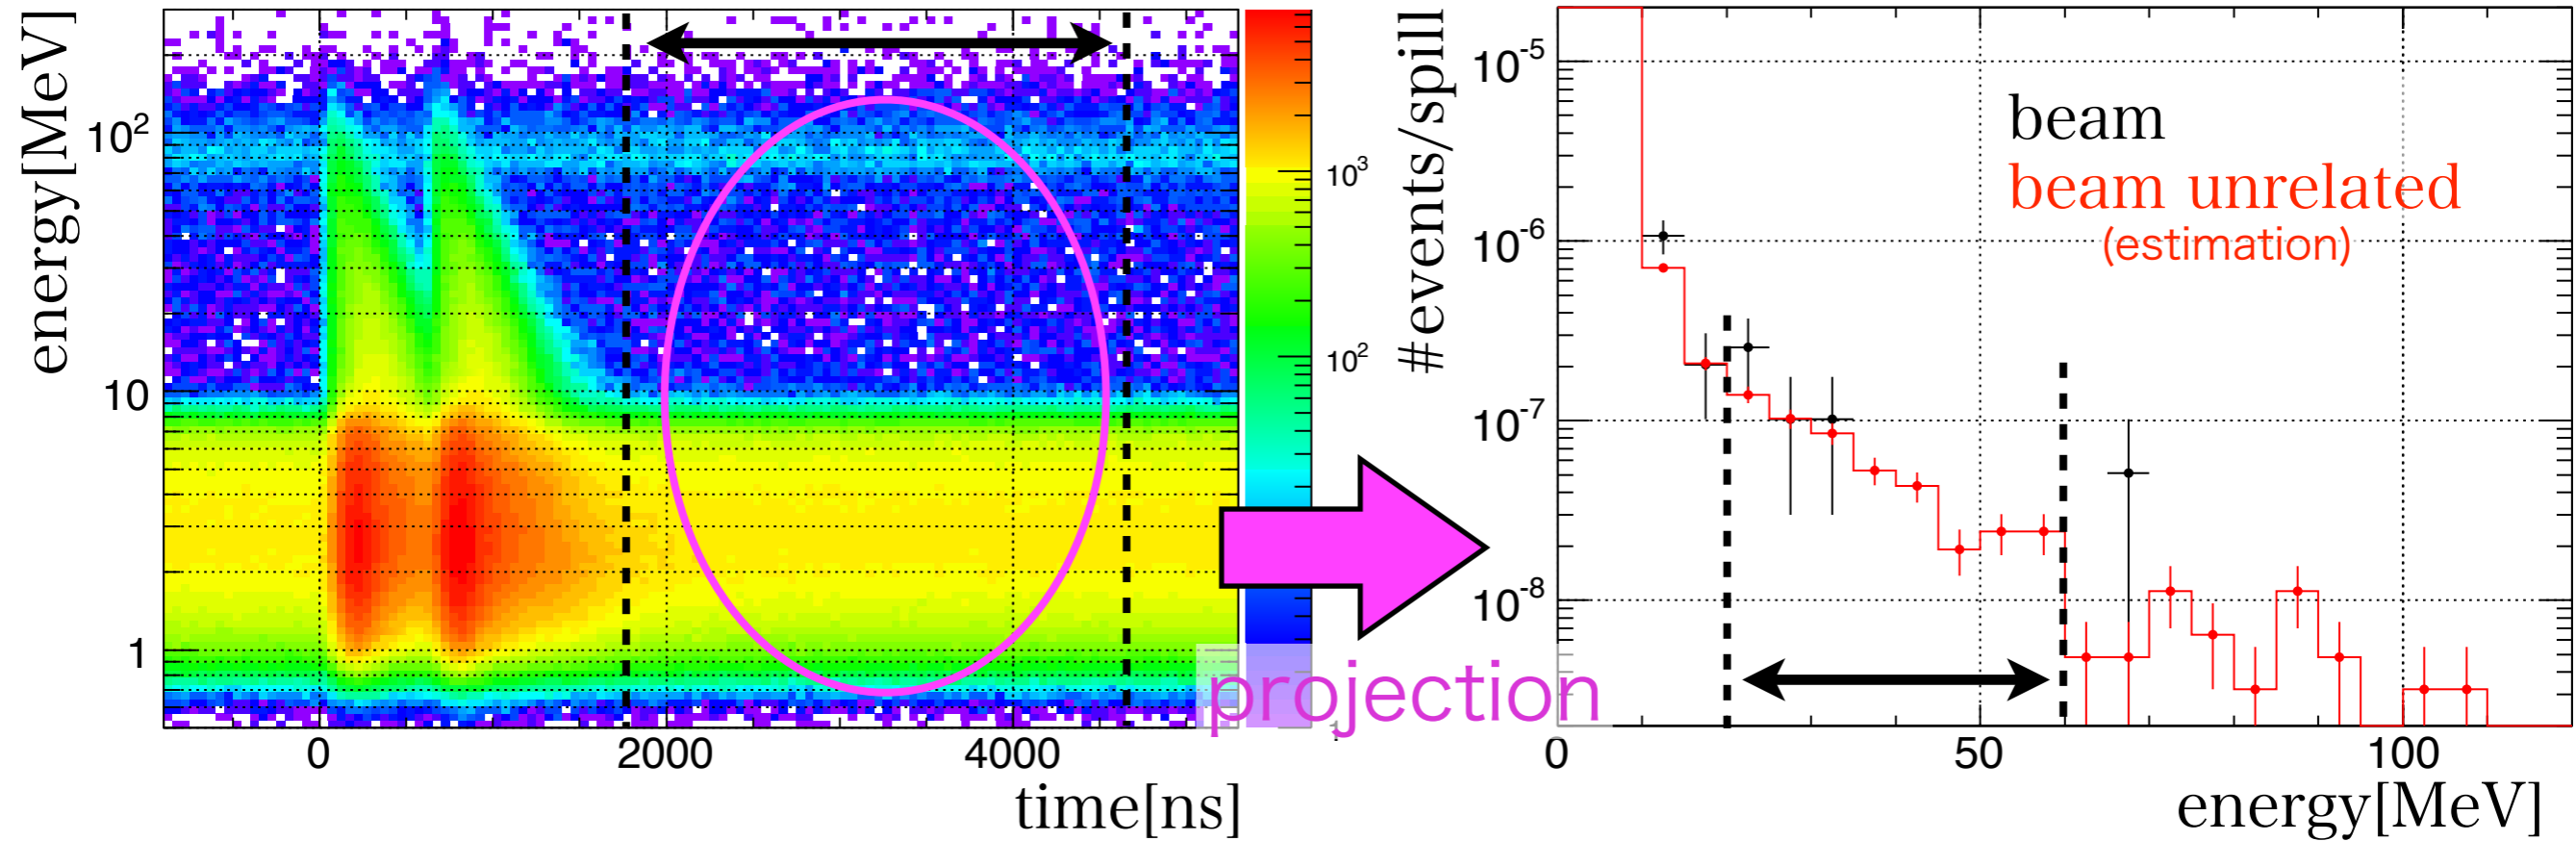 energy[MeV]
10²
10
1
0
2000
4000
time[ns]
10³
10²
1
projection
#events/spill
10⁻⁵
10⁻⁶
10⁻⁷
10⁻⁸
beam
beam unrelated
(estimation)
0
50
100
energy[MeV]